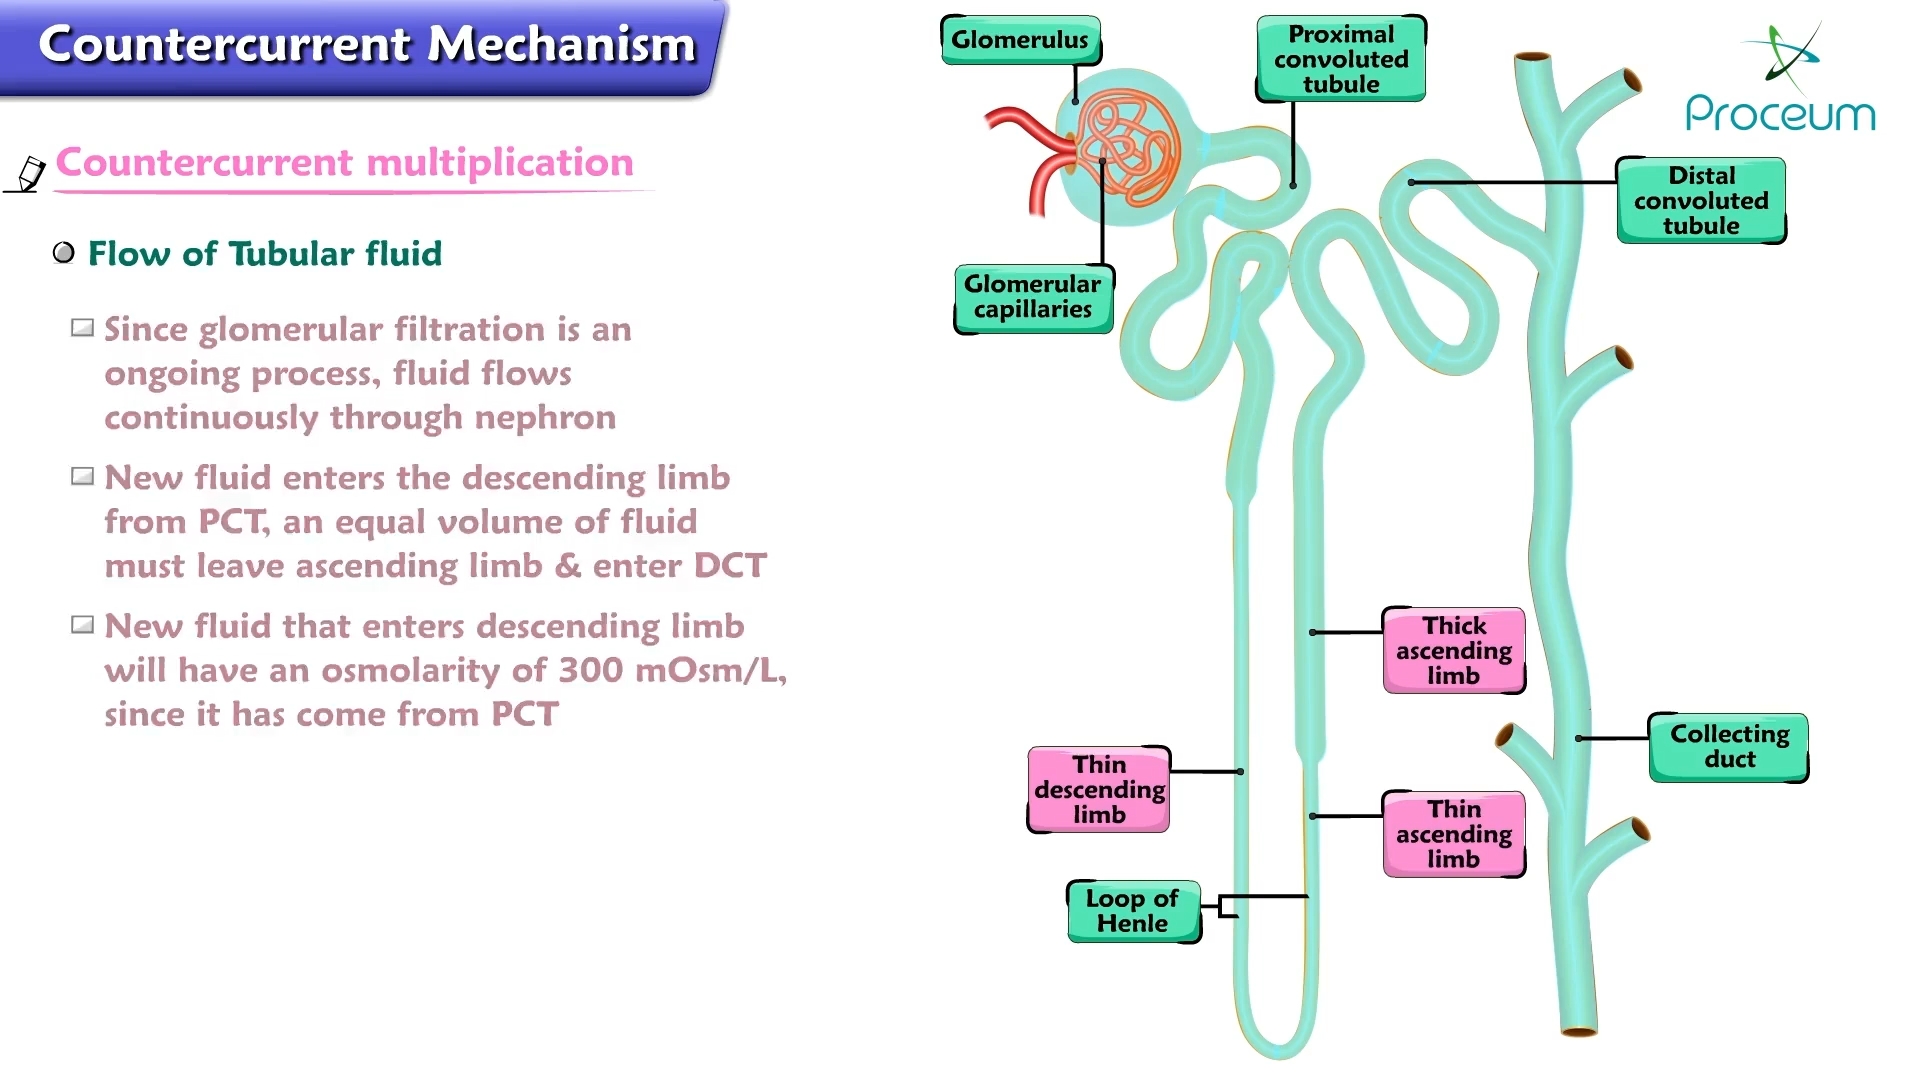 Countercurrent Mechanism
Countercurrent multiplication
Flow of Tubular fluid
Since glomerular filtration is an
ongoing process, fluid flows
continuously through nephron
New fluid enters the descending limb
from PCT, an equal volume of fluid
must leave ascending limb & enter DCT
New fluid that enters descending limb
will have an osmolarity of 300 mOsm/L,
since it has come from PCT
Glomerulus
Proximal
convoluted
tubule
Proceum
Distal
convoluted
tubule
Glomerular
capillaries
Thick
ascending
limb
Collecting
duct
Thin
descending
limb
Thin
ascending
limb
Loop of
Henle